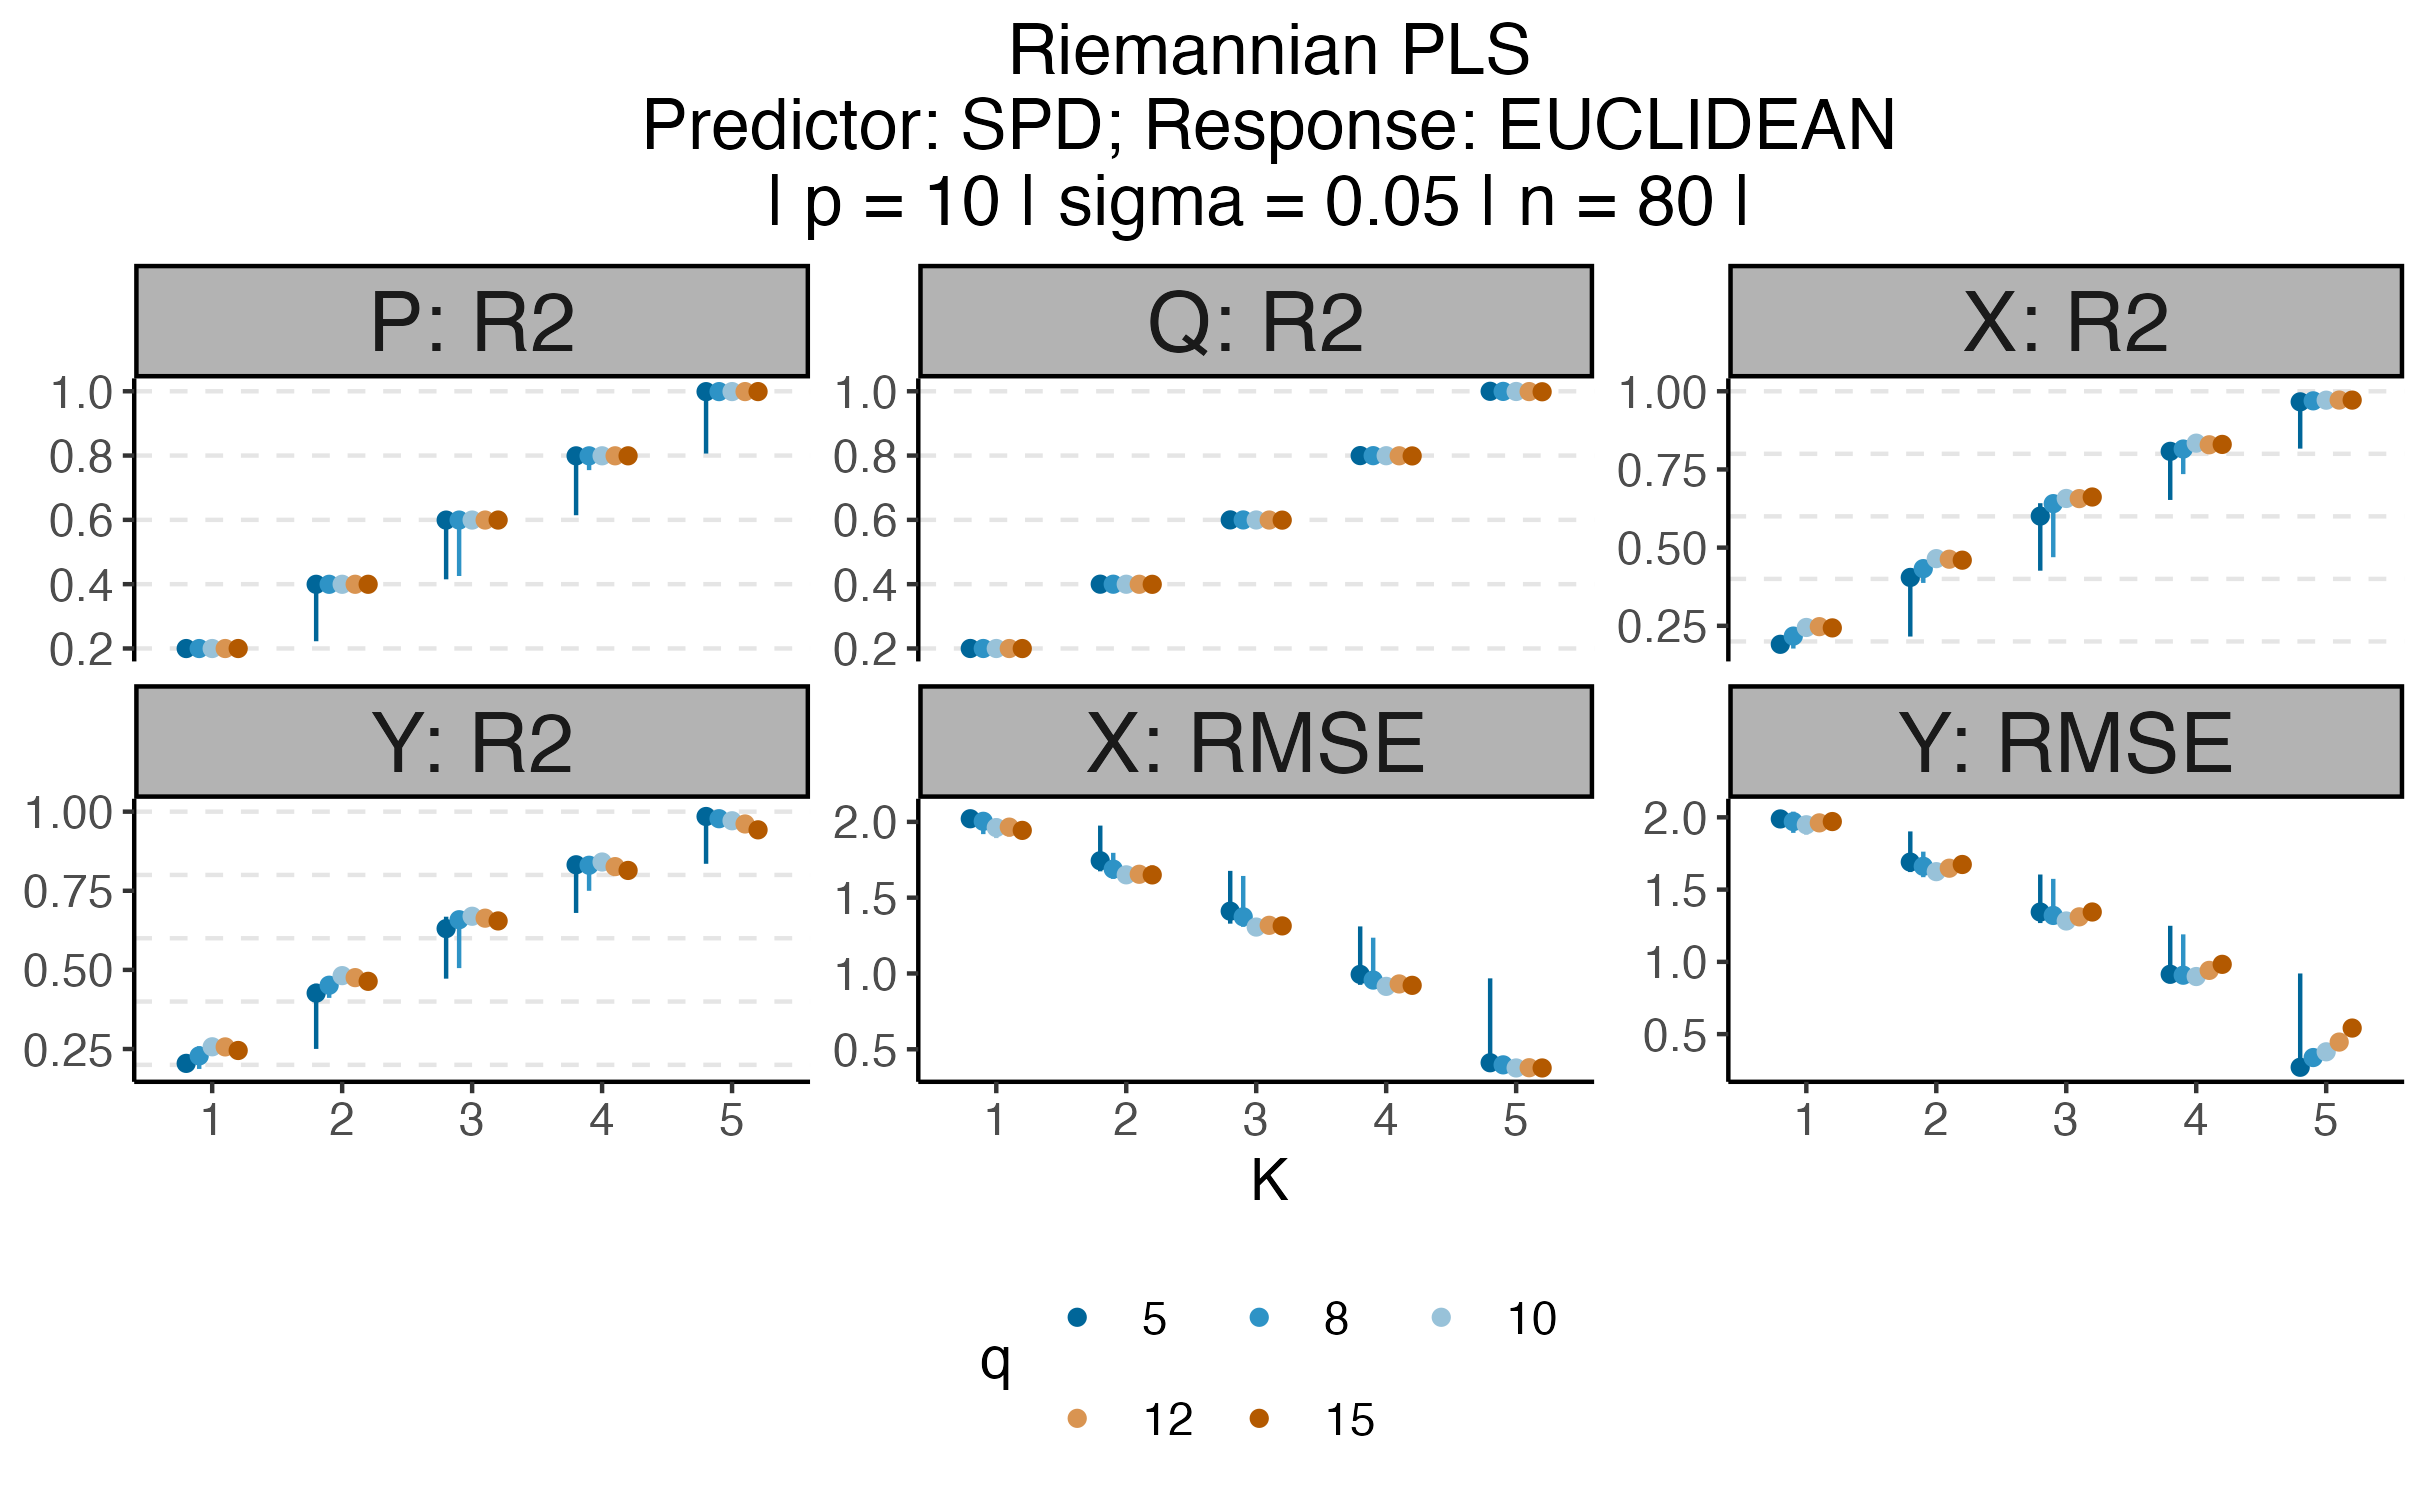 Riemannian PLS
Predictor: SPD; Response: EUCLIDEAN
| p = 10 | sigma = 0.05 | n = 80 |
P: R2
Q: R2
X: R2
1.0
0.8
0.6
0.4
0.2
1.0
0.8
0.6
0.4
0.2
1.00
0.75
0.50
0.25
Y: R2
X: RMSE
Y: RMSE
1.00
0.75
0.50
0.25
2.0
1.5
1.0
0.5
2.0
1.5
1.0
0.5
1 2 3 4 5
1 2 3 4 5
1 2 3 4 5
K
q
5 8 10
12 15